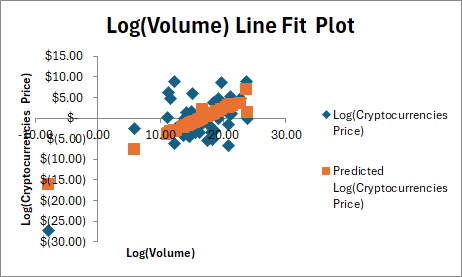 Log(Volume) Line Fit Plot
$15.00
$10.00
$5.00
$-
$(5.00)
$(10.00)
$(15.00)
$(20.00)
$(25.00)
$(30.00)
0.00
10.00
20.00
30.00
Log(Cryptocurrencies Price)
Log(Volume)
Log(Cryptocurrencies
Price)
Predicted
Log(Cryptocurrencies
Price)